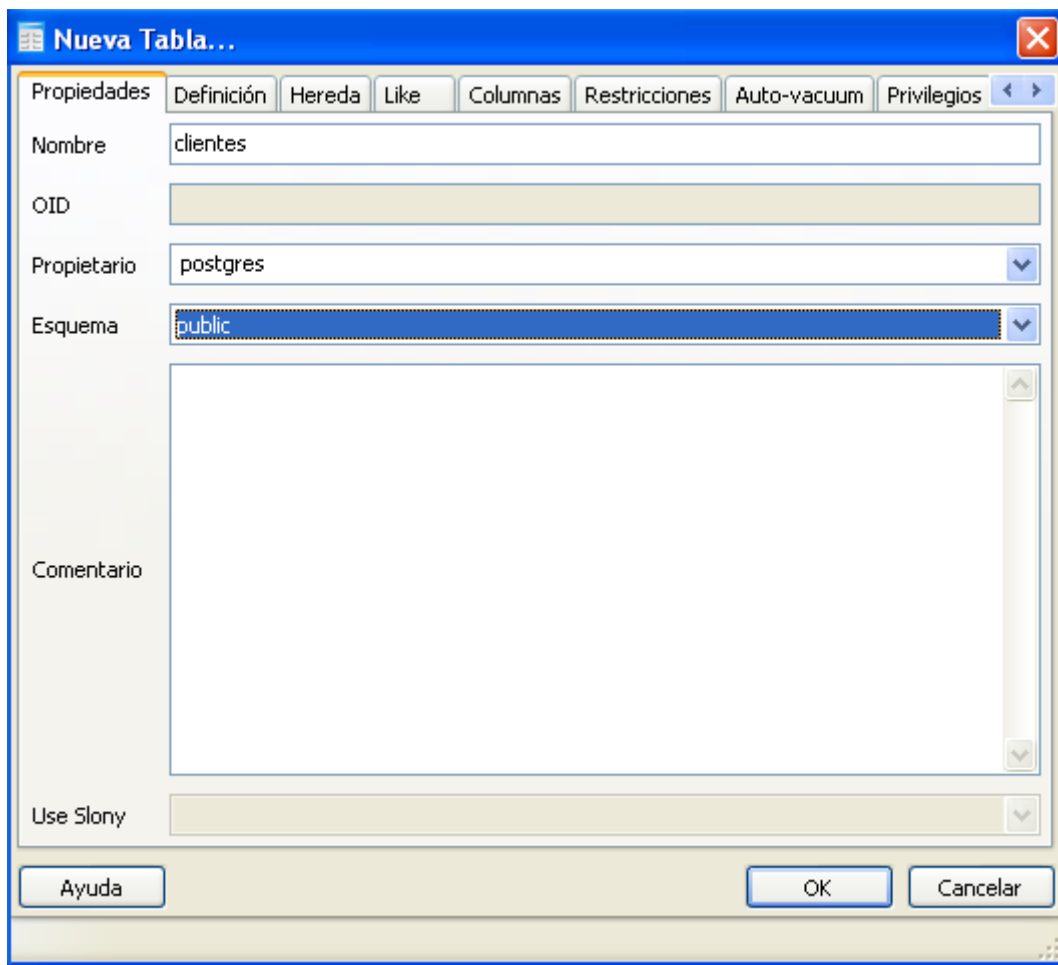 Nueva Tabla...
Propiedades Definición Hereda Like Columnas Restricciones Auto-vacuum Privilegios
Nombre clientes
OID
Propietario postgres
Esquema public
Comentario
Use Slony
Ayuda OK Cancelar